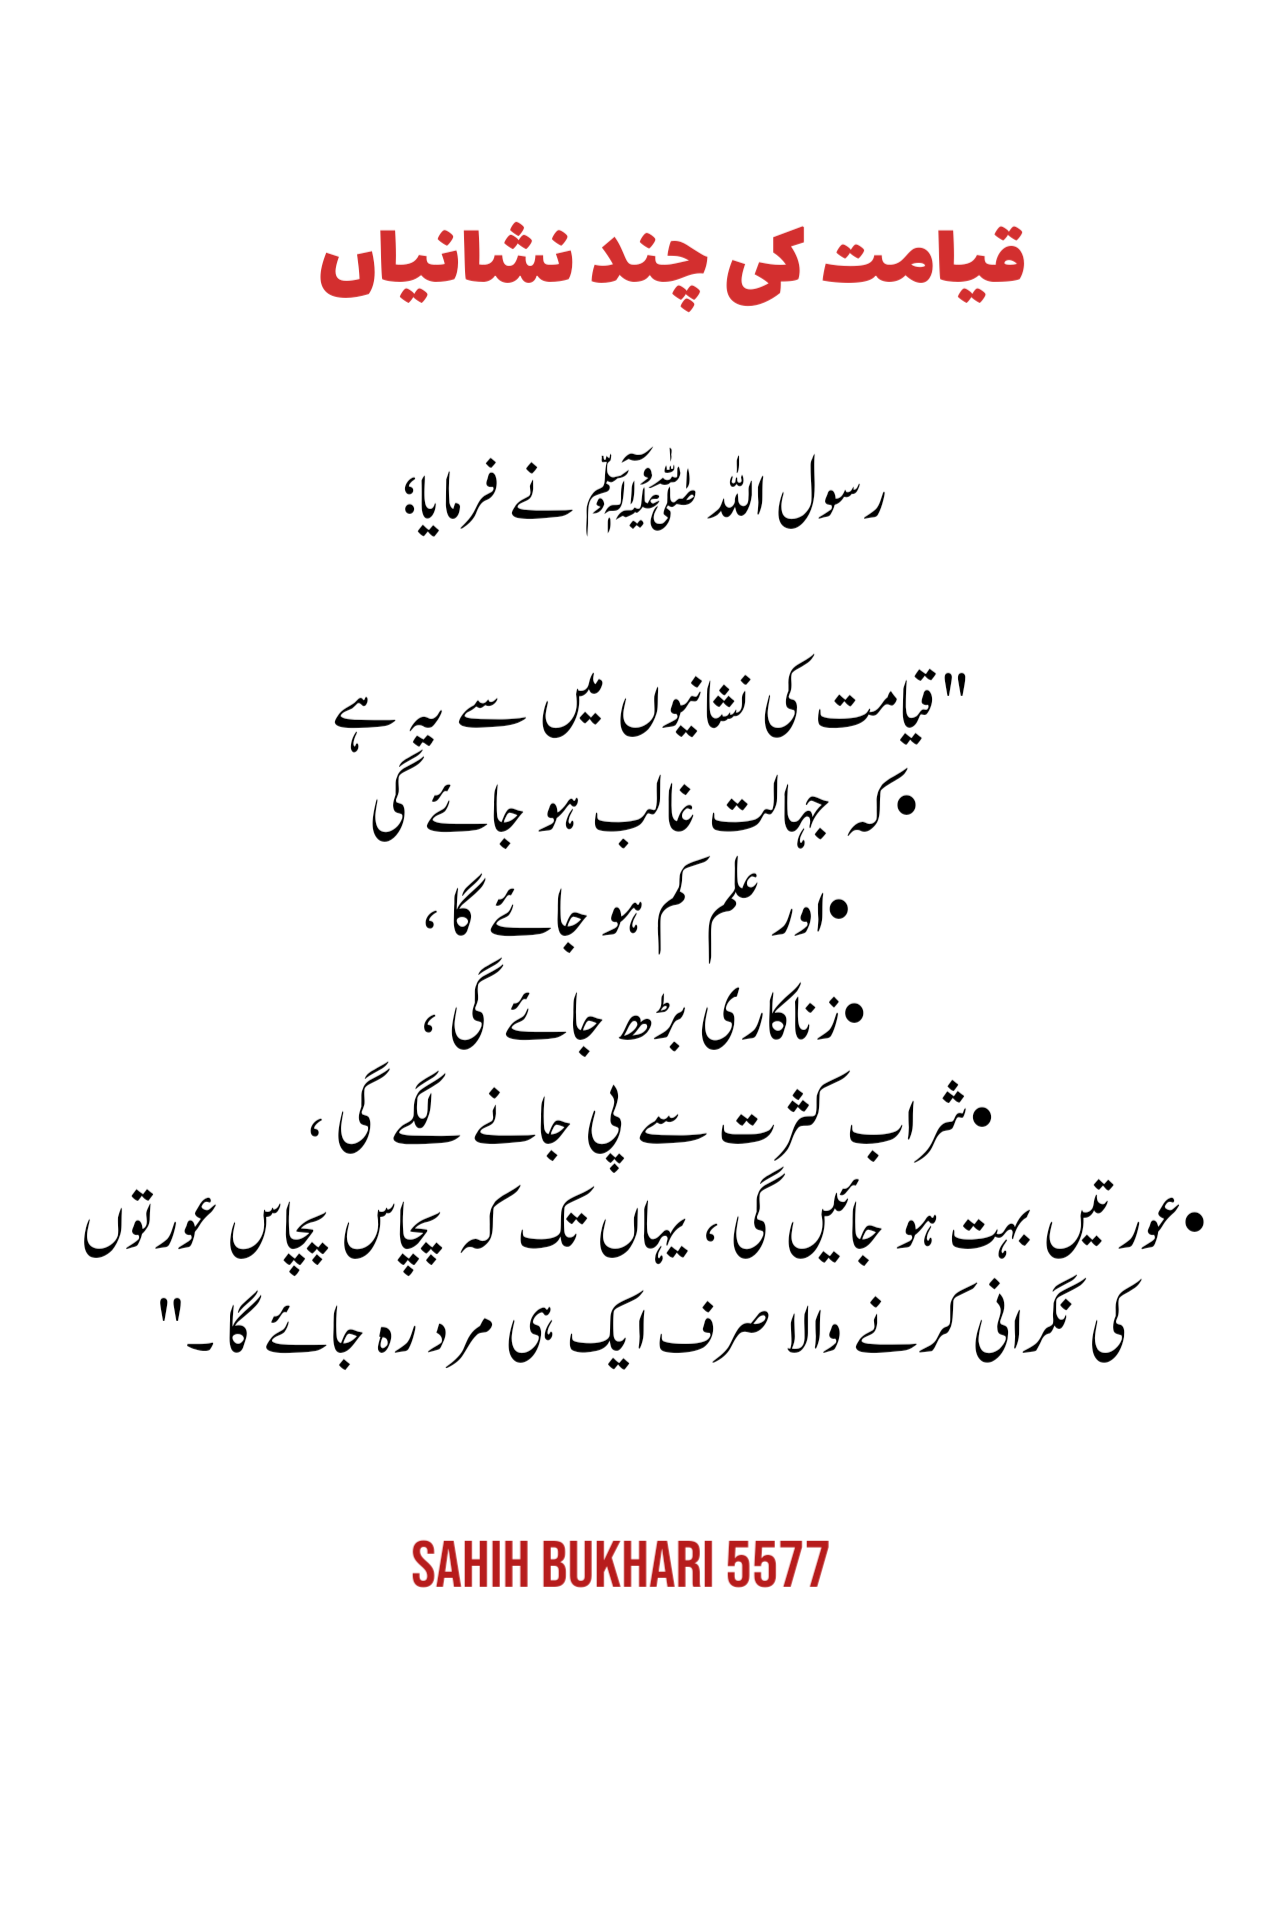 قیامت کی چند نشانیاں
رسول اللہ ﷺ نے فرمایا؛
"قیامت کی نشانیوں میں سے یہ ہے
•کہ جہالت غالب ہو جائے گی
•اور علم کم ہو جائے گا ،
•زناکاری بڑھ جائے گی ،
•شراب کثرت سے پی جانے لگے گی ،
•عورتیں بہت ہو جائیں گی ، یہاں تک کہ پچاس پچاس عورتوں
کی نگرانی کرنے والا صرف ایک ہی مرد رہ جائے گا ۔"
SAHIH BUKHARI 5577